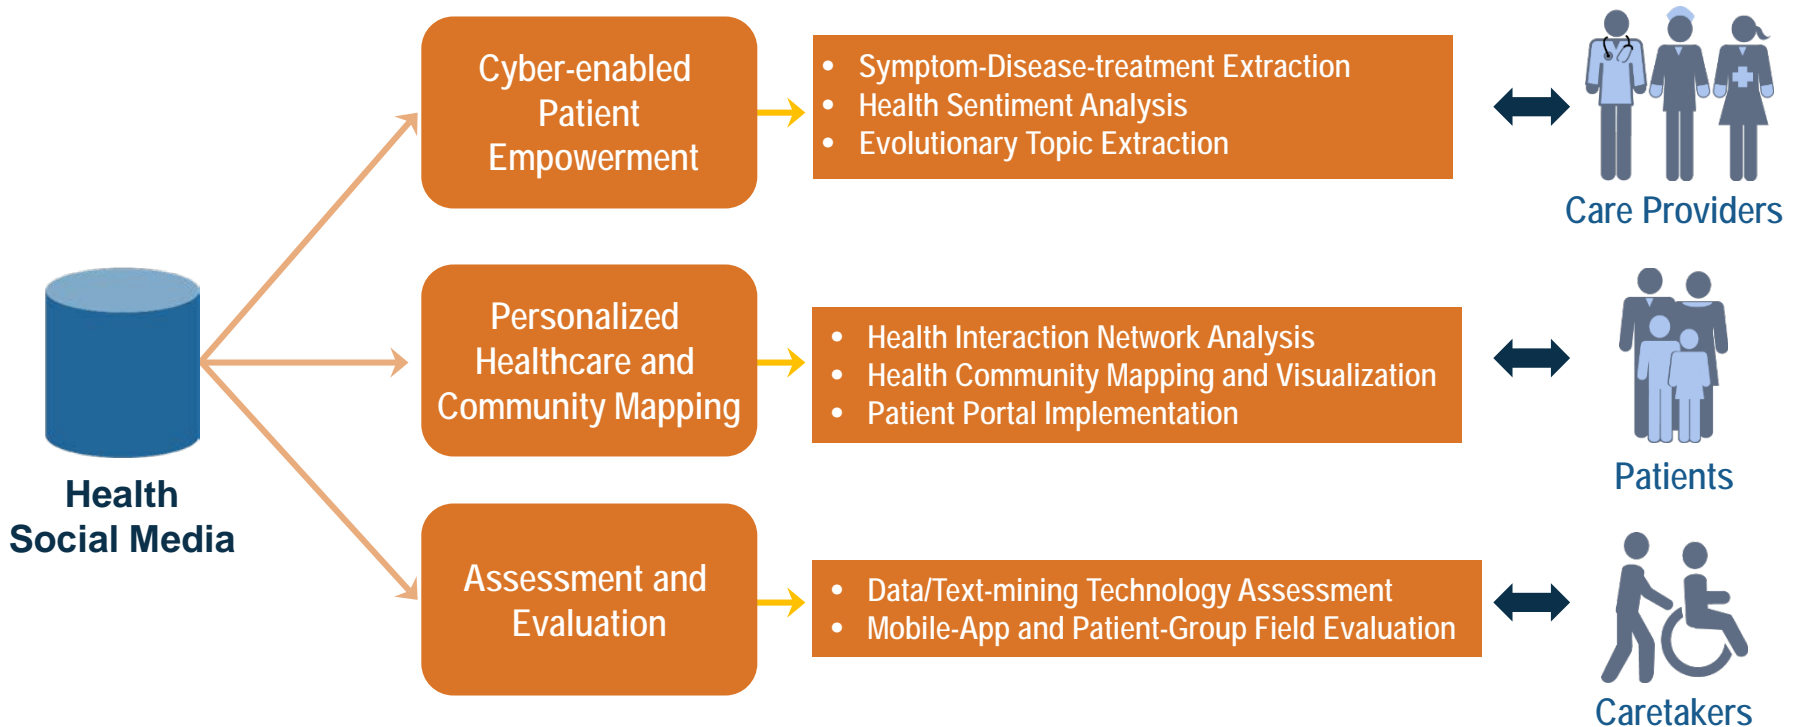 Cyber-enabled
Patient
Empowerment
• Symptom-Disease-treatment Extraction
• Health Sentiment Analysis
• Evolutionary Topic Extraction
Care Providers
Health
Social Media
Personalized
Healthcare and
Community Mapping
• Health Interaction Network Analysis
• Health Community Mapping and Visualization
• Patient Portal Implementation
Patients
Assessment and
Evaluation
• Data/Text-mining Technology Assessment
• Mobile-App and Patient-Group Field Evaluation
Caretakers